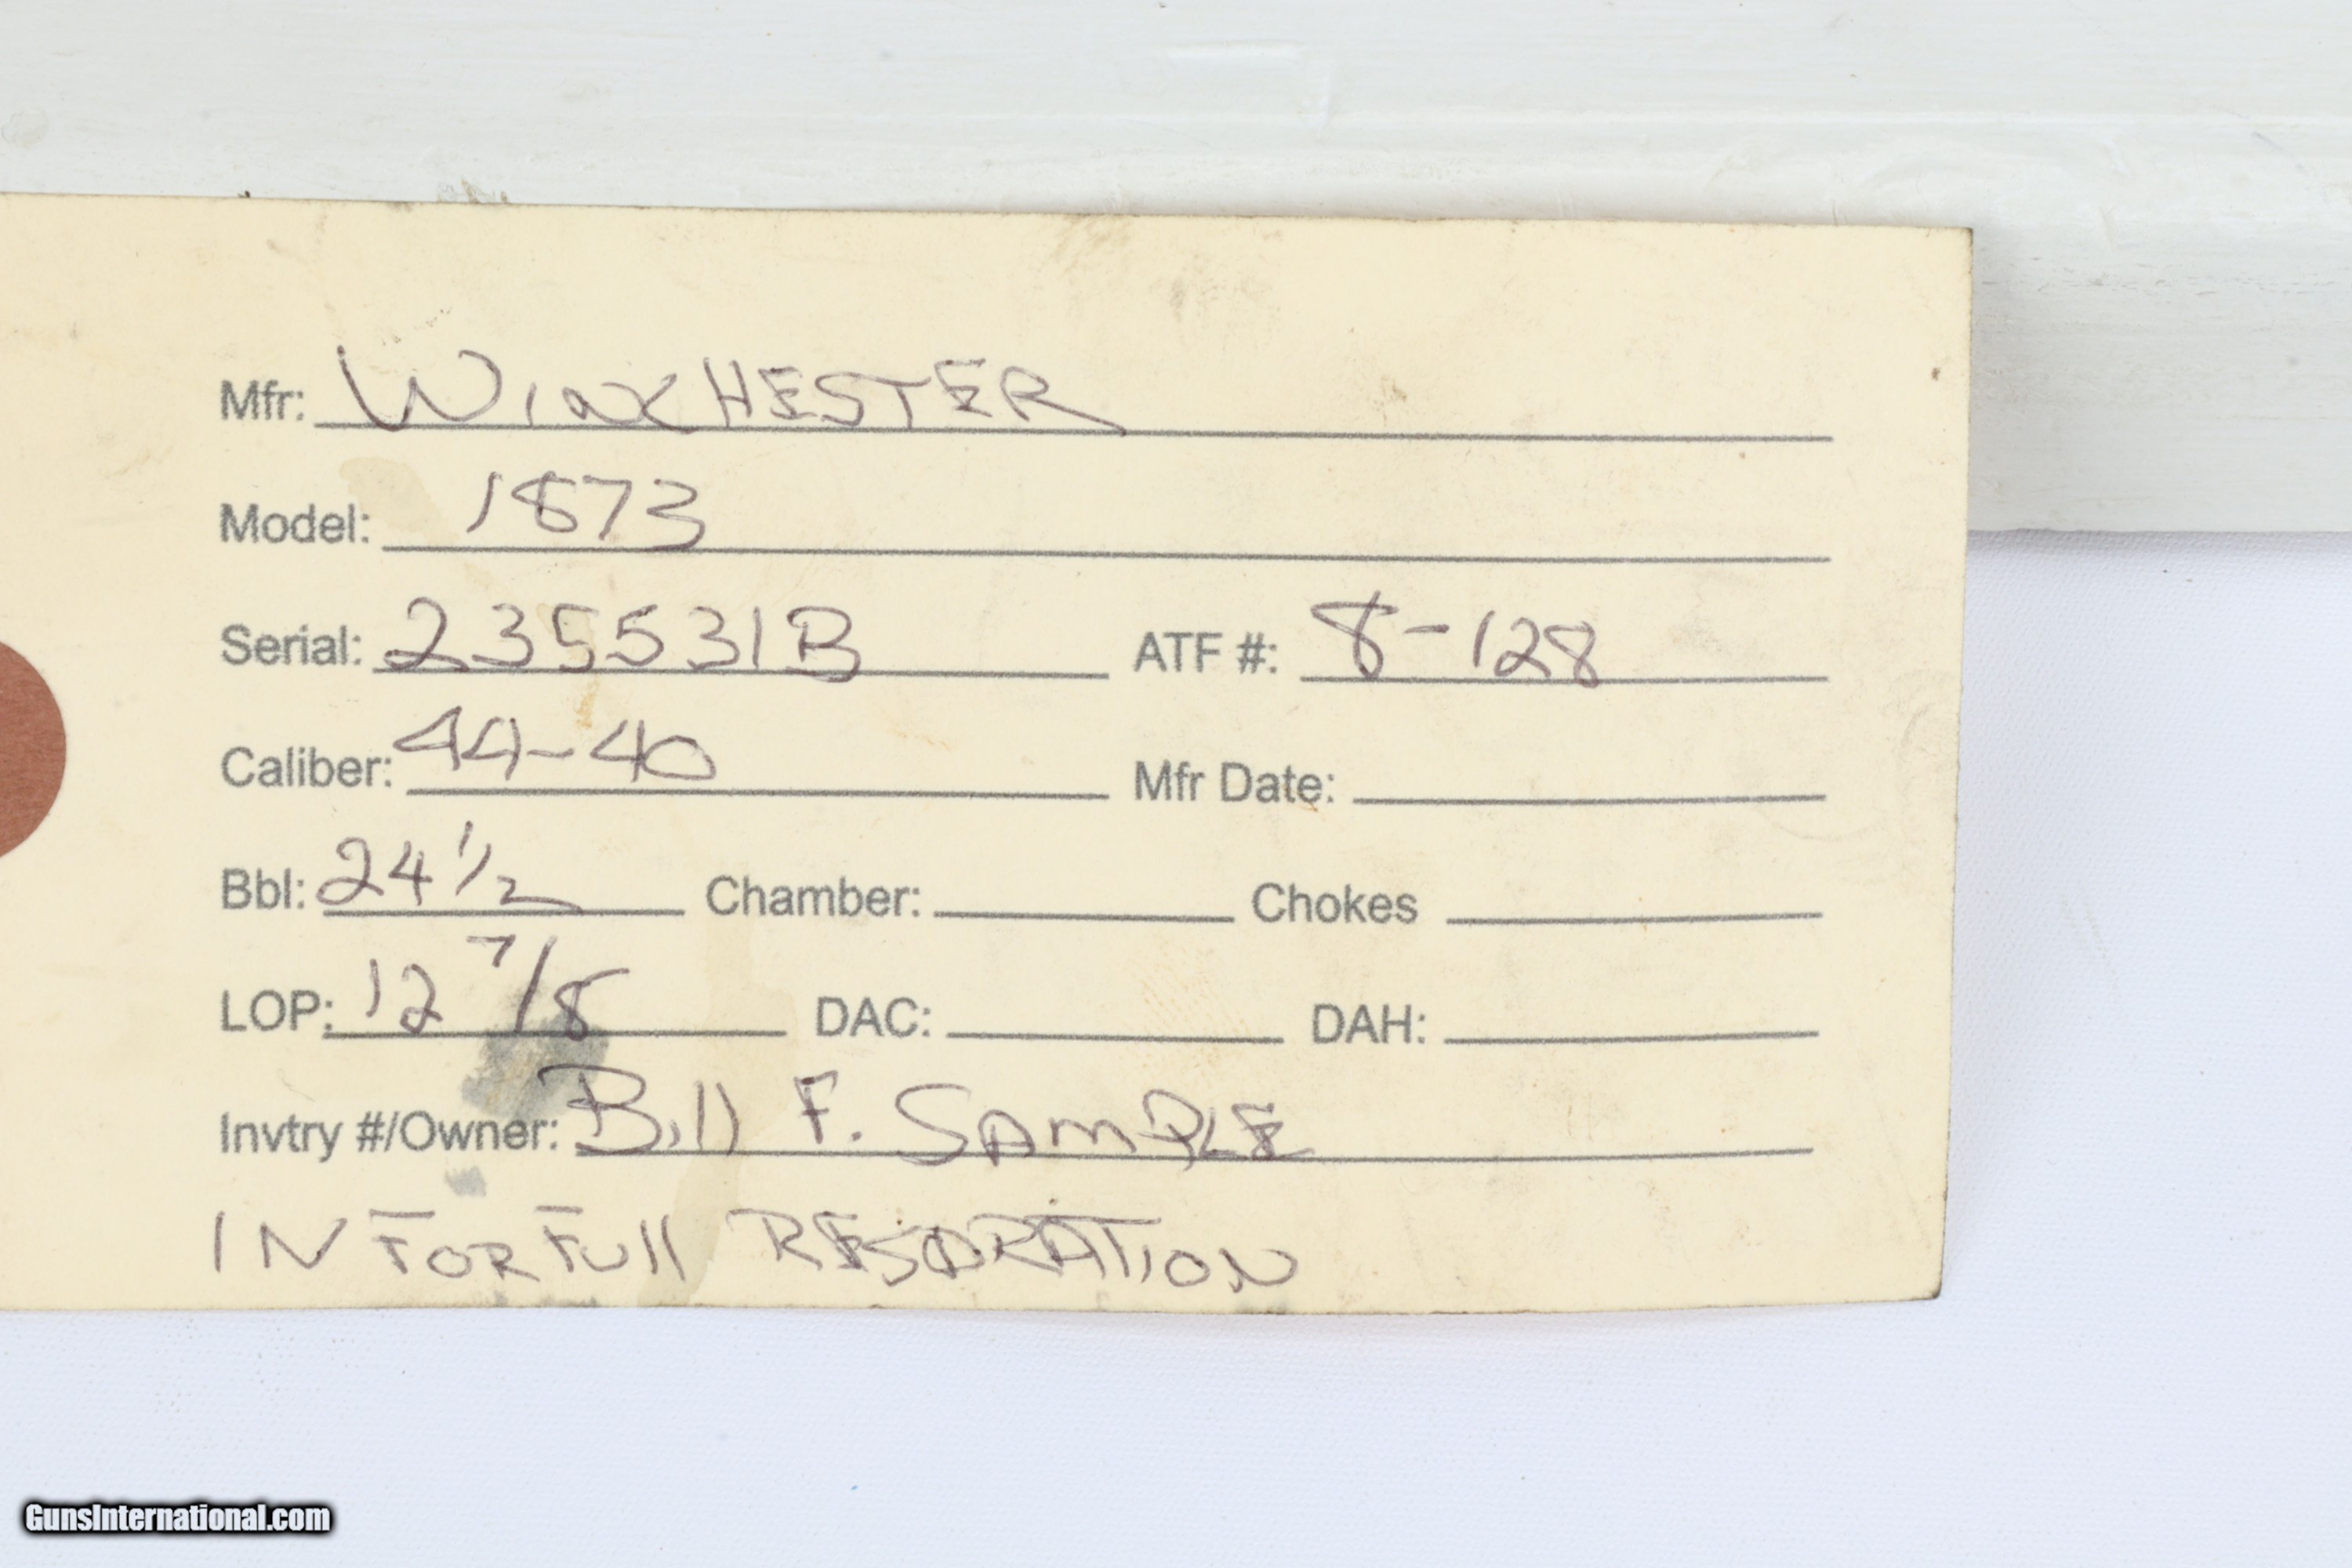 Mfr: WINCHESTER
Model: 1873
Serial: 235531B ATF #: 8-128
Caliber: 44-40 Mfr Date:
Bbl: 24 1/2 Chamber: Chokes
LOP: 12 7/8 DAC: DAH:
Invtry #/Owner: Bill F. SAMPLE
IN FOR FUll RESORATION
GunsInternational.com